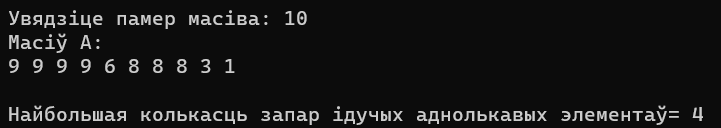 Увядзіце памер масіва: 10
Масіў А:
9 9 9 9 6 8 8 8 3 1
Найбольшая колькасць запар ідучых аднолькавых элементаў= 4